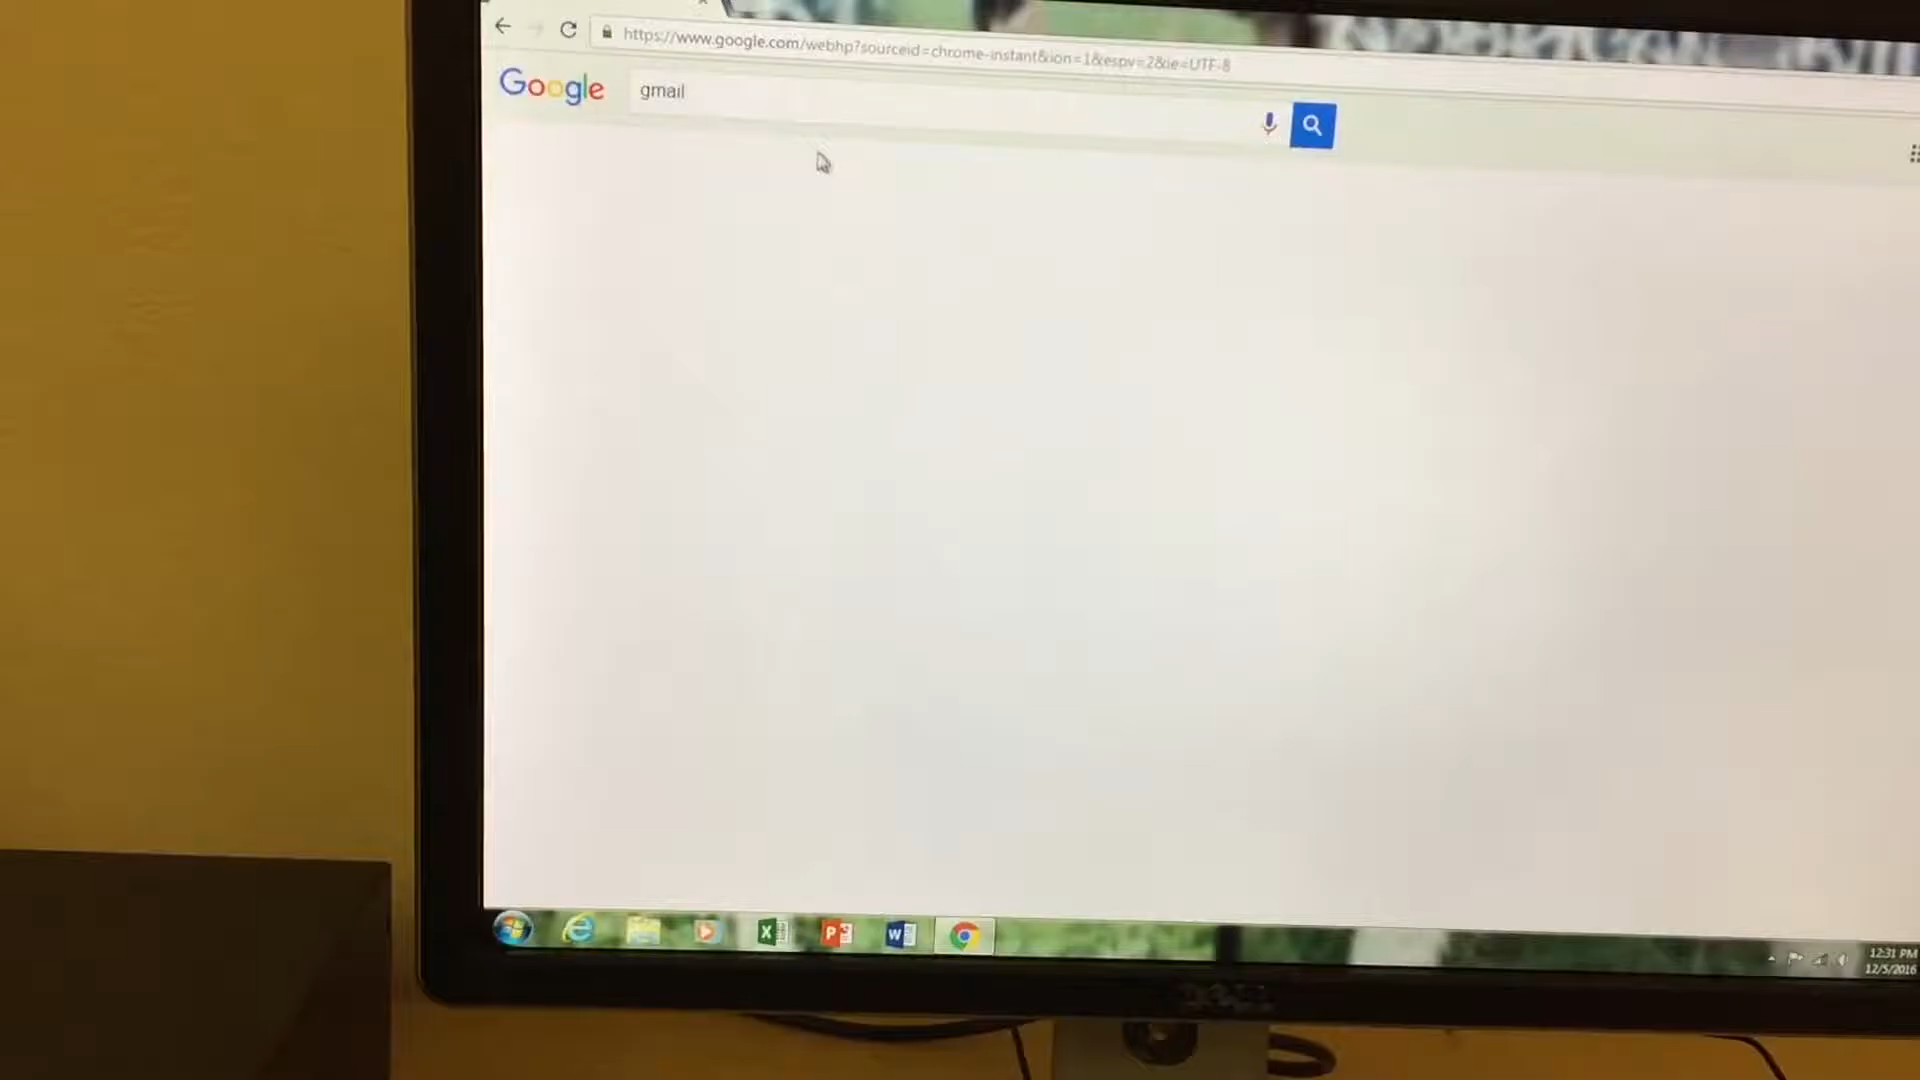 https://www.google.com/webhp?sourceid=chrome-instant&ion=1&espv=2&ie=UTF-8
Google
gmail
12:31 PM
12/5/2016
DELL